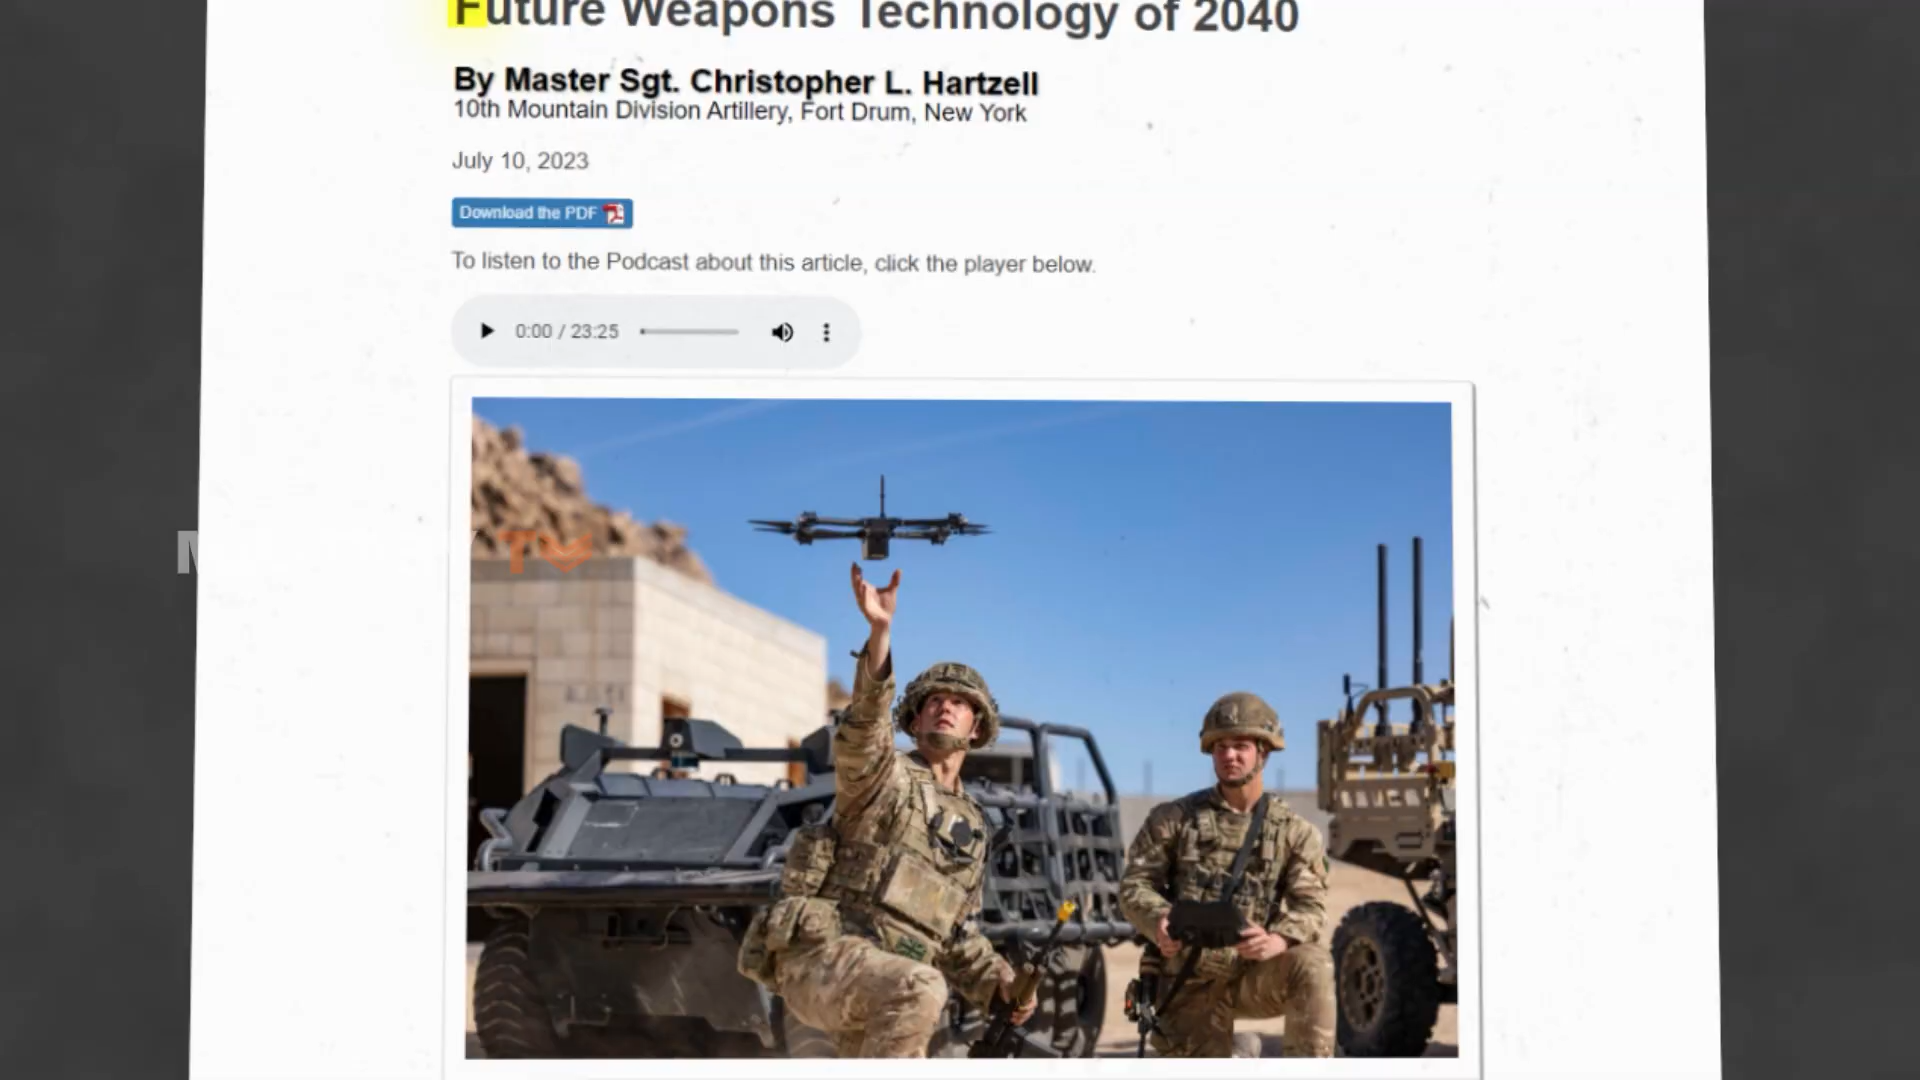 Future Weapons Technology of 2040
By Master Sgt. Christopher L. Hartzell
10th Mountain Division Artillery, Fort Drum, New York
July 10, 2023
Download the PDF
To listen to the Podcast about this article, click the player below.
0:00 / 23:25